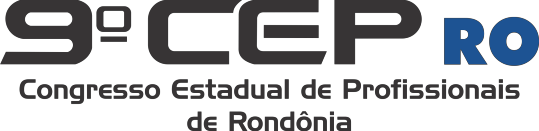 9º CEP RO
Congresso Estadual de Profissionais
de Rondônia